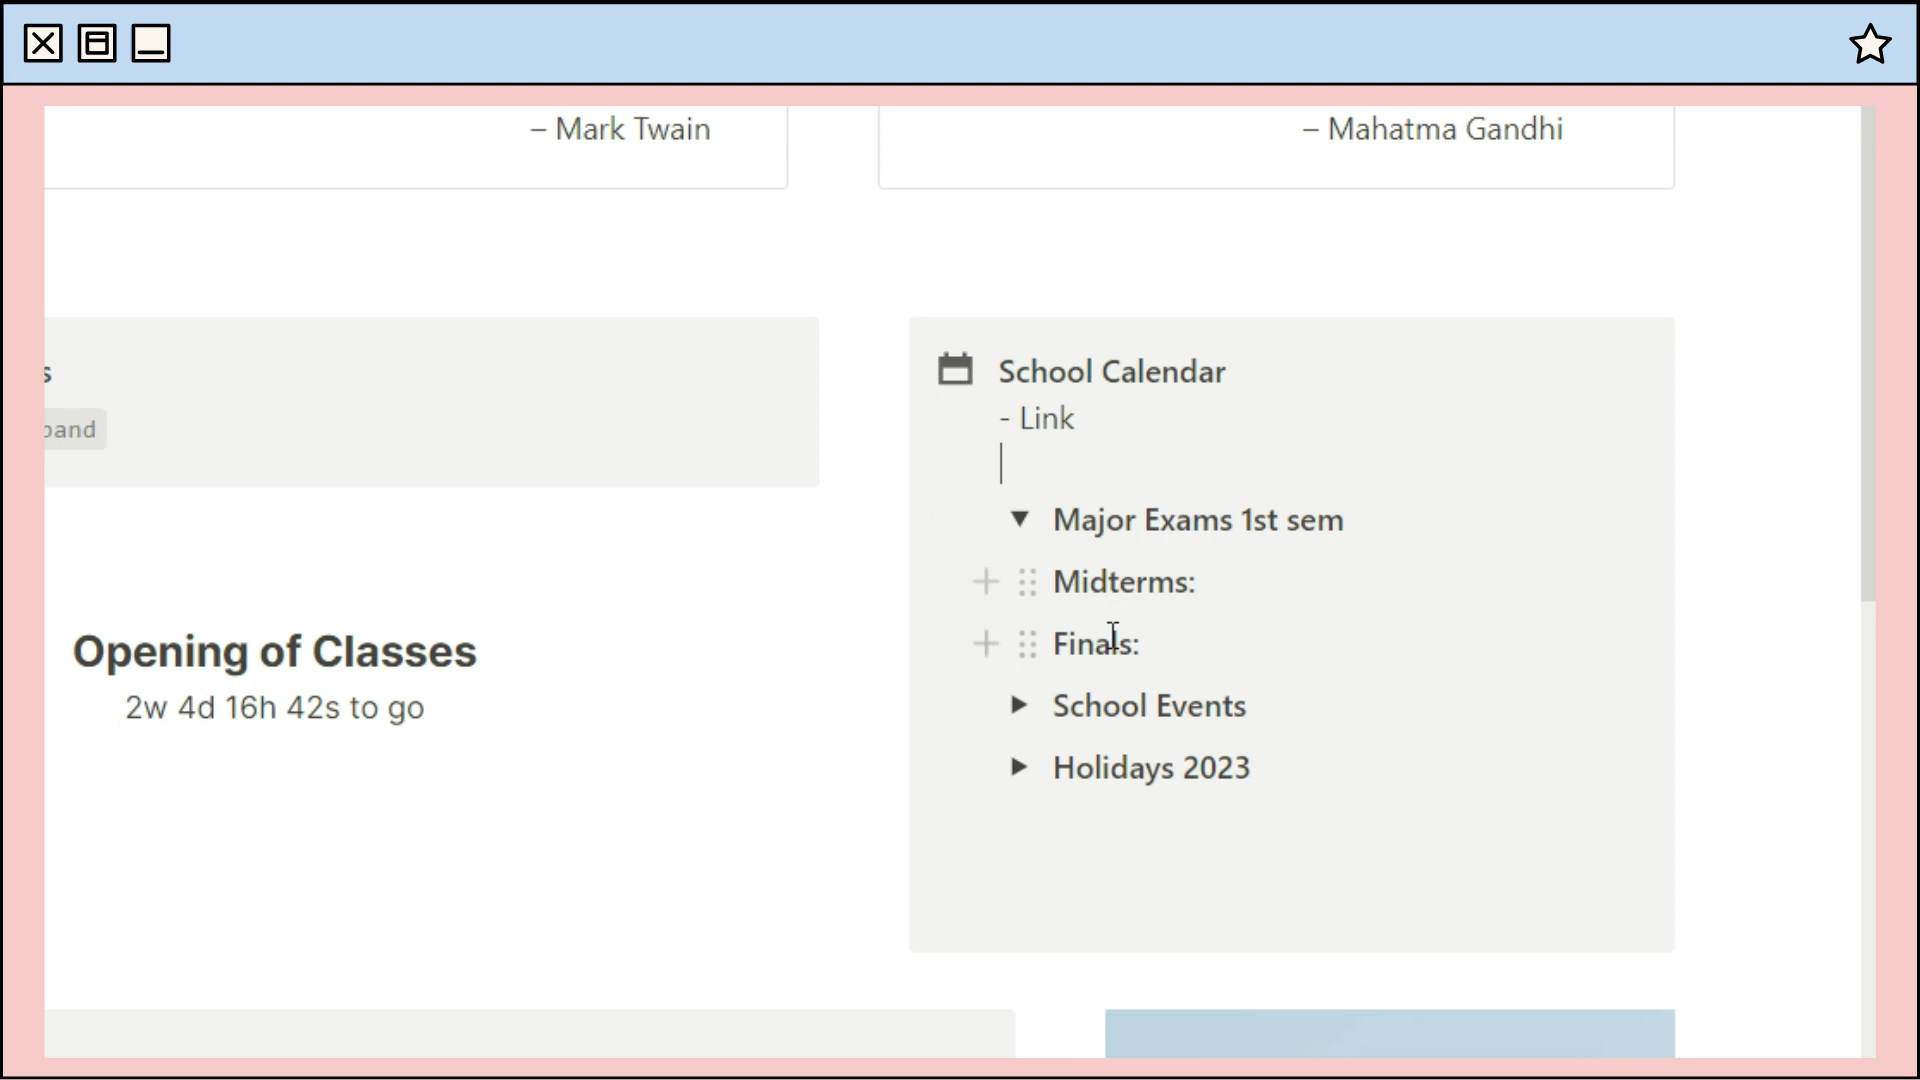 – Mark Twain
– Mahatma Gandhi
School Calendar
- Link
Major Exams 1st sem
Midterms:
Finals:
School Events
Holidays 2023
Opening of Classes
2w 4d 16h 42s to go